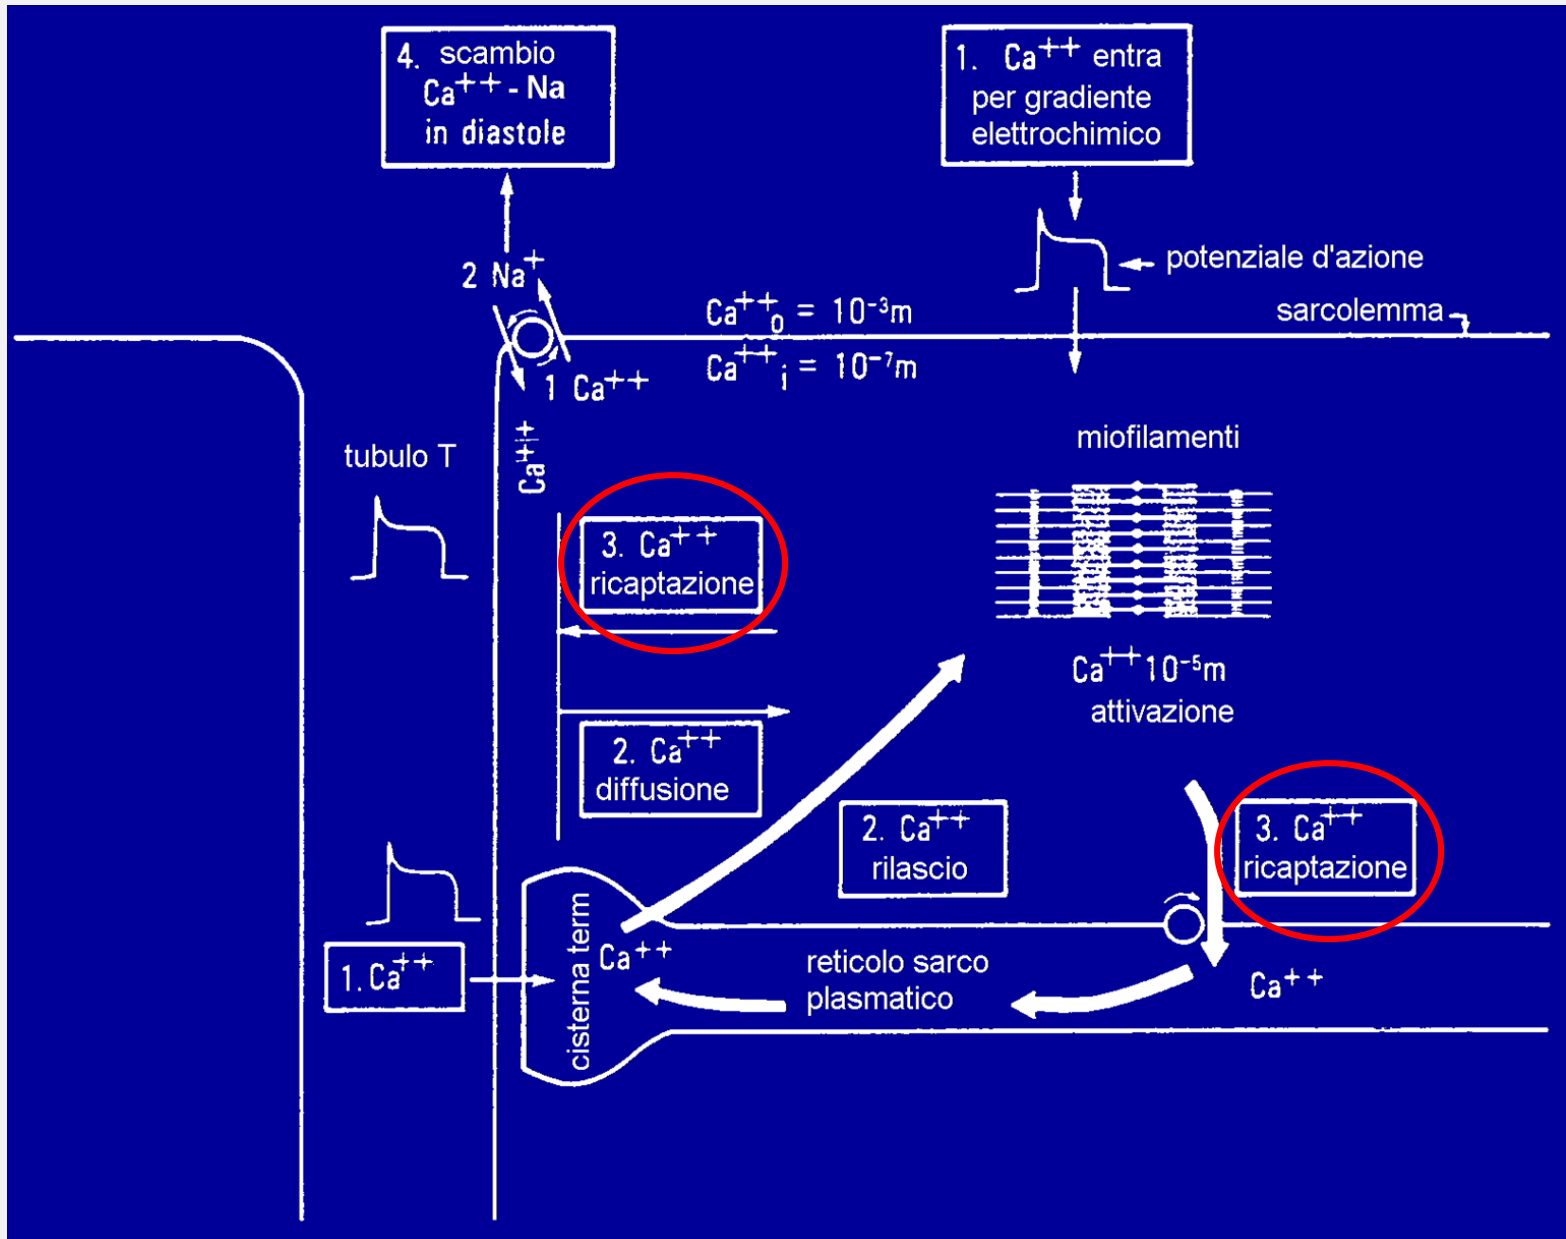 4. scambio
Ca++ - Na
in diastole
1. Ca++ entra
per gradiente
elettrochimico
potenziale d'azione
2 Na+
Ca++o = 10-3m
sarcolemma
Ca++i = 10-7m
1 Ca++
Ca++
tubulo T
miofilamenti
3. Ca++
ricaptazione
Ca++ 10-5m
attivazione
2. Ca++
diffusione
2. Ca++
rilascio
3. Ca++
ricaptazione
cisterna term
Ca++
reticolo sarco
plasmatico
1. Ca++
Ca++